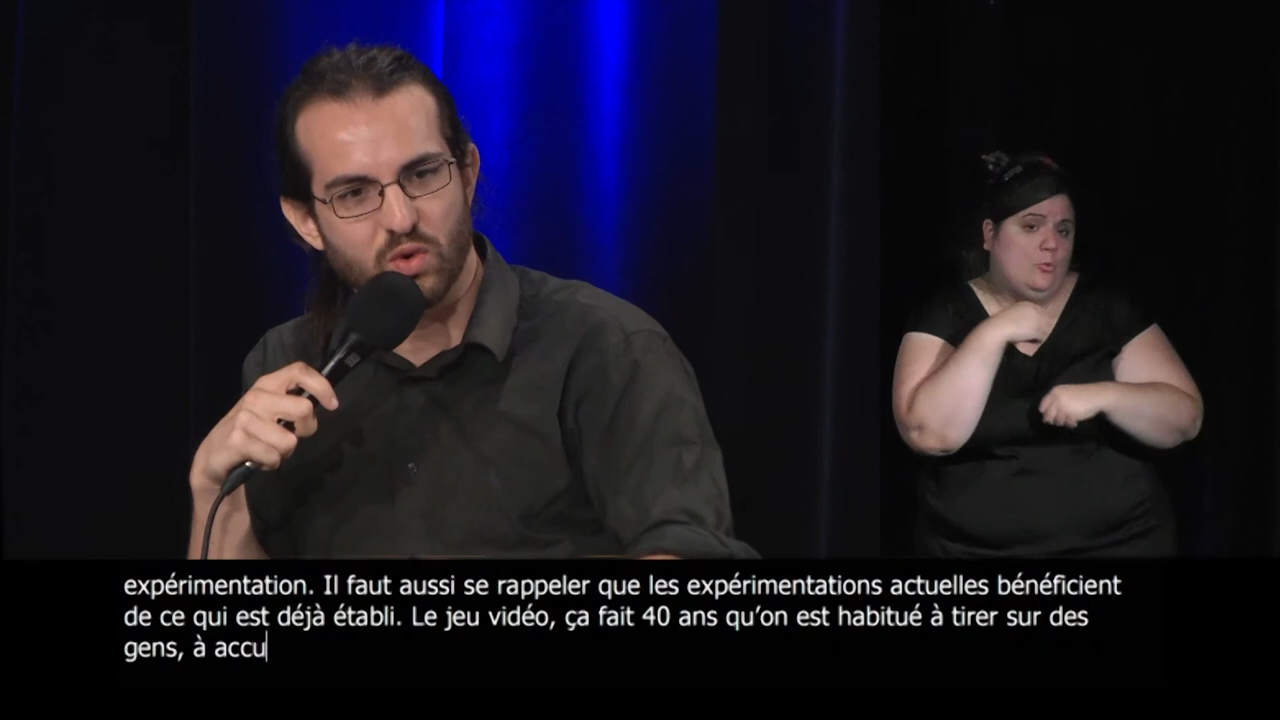 expérimentation. Il faut aussi se rappeler que les expérimentations actuelles bénéficient
de ce qui est déjà établi. Le jeu vidéo, ça fait 40 ans qu'on est habitué à tirer sur des
gens, à accu